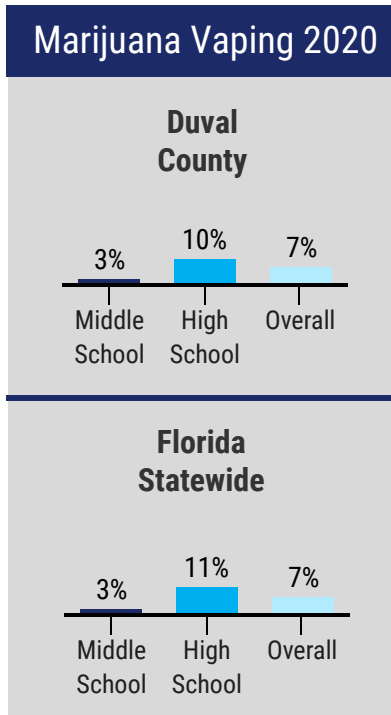 Marijuana Vaping 2020
Duval
County
3%
10%
7%
Middle
School
High
School
Overall
Florida
Statewide
3%
11%
7%
Middle
School
High
School
Overall